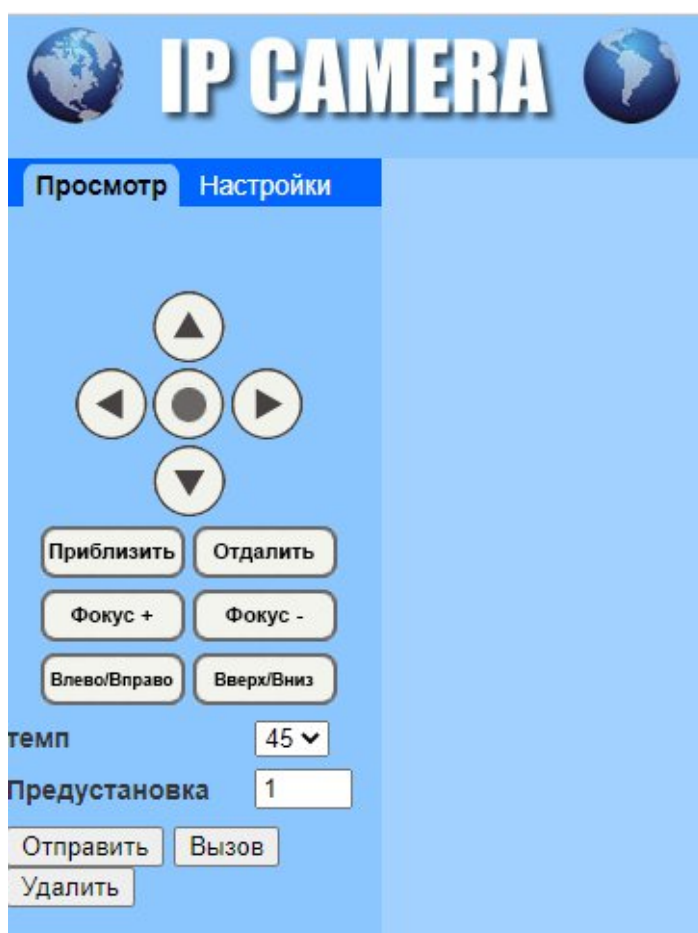 IP CAMERA
Просмотр Настройки
Приблизить Отдалить
Фокус + Фокус -
Влево/Вправо Вверх/Вниз
темп 45
Предустановка 1
Отправить Вызов
Удалить